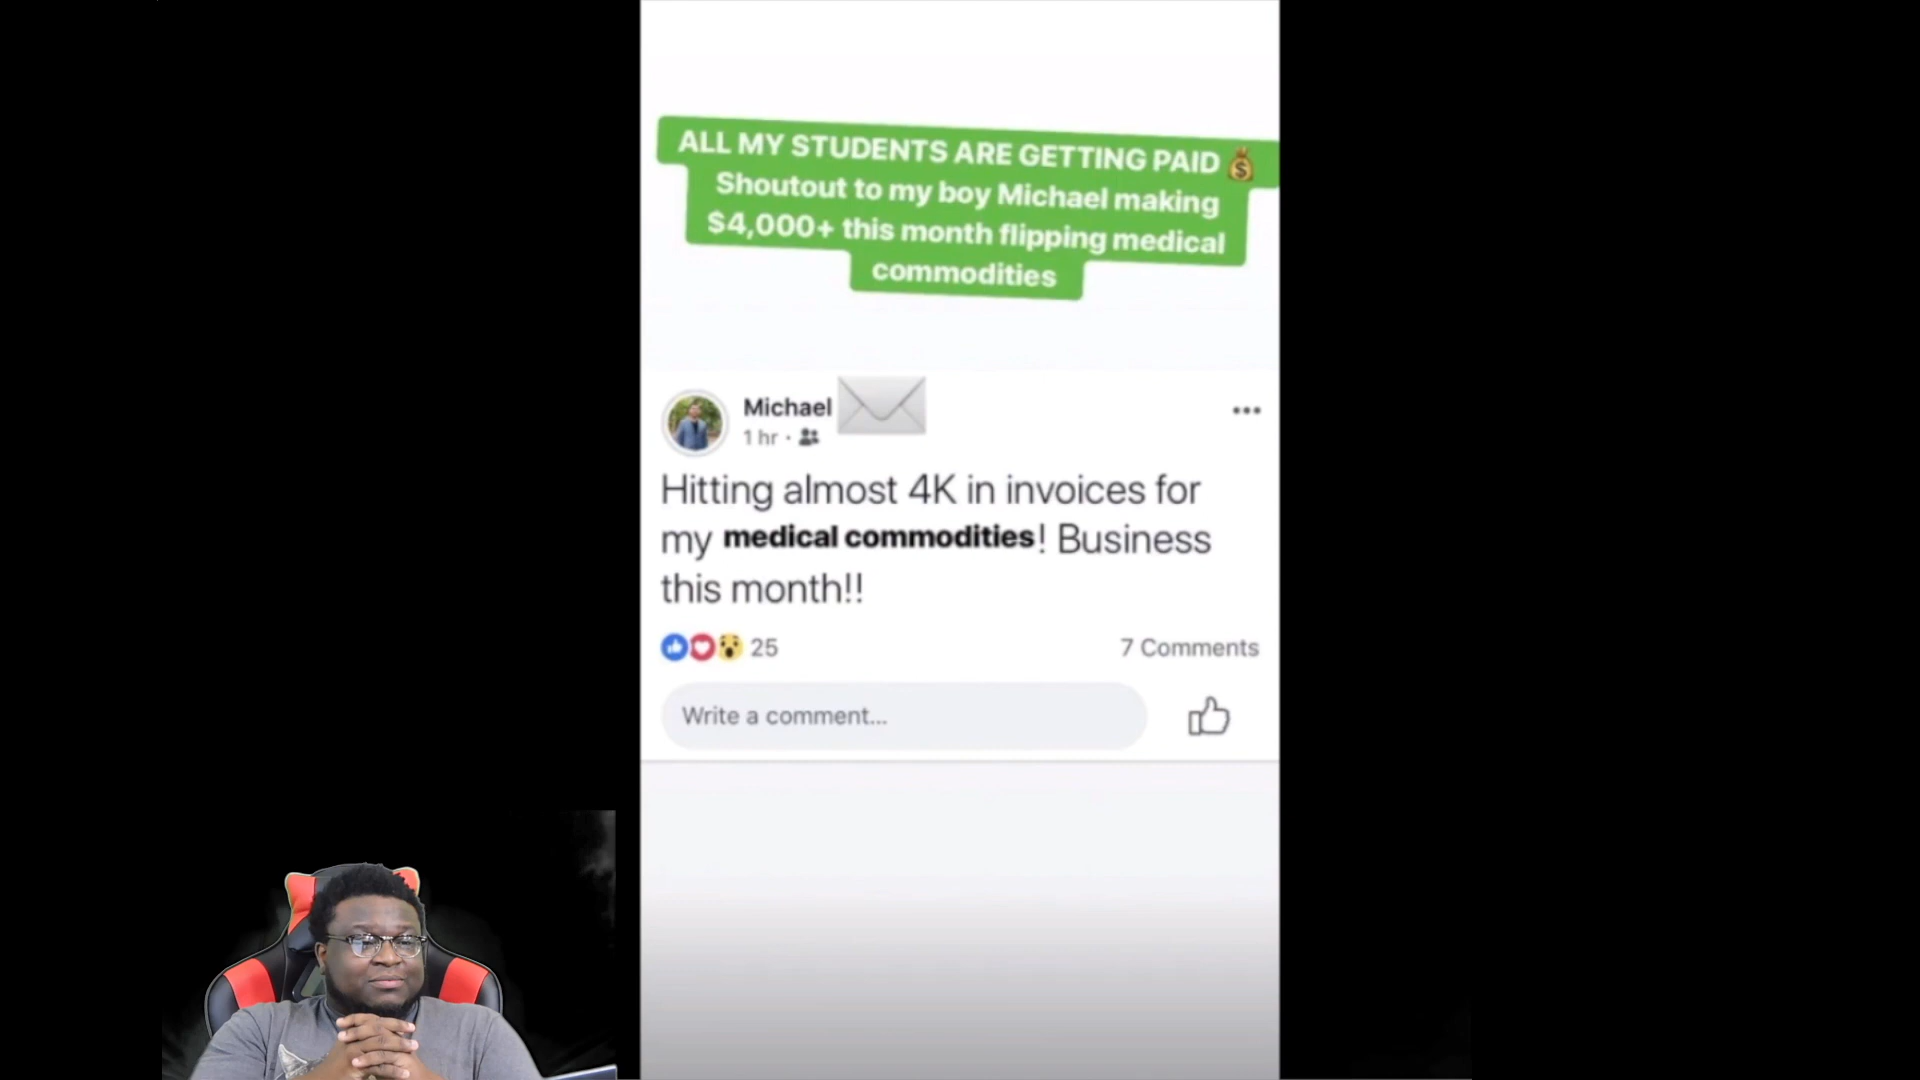 ALL MY STUDENTS ARE GETTING PAID 💰
Shoutout to my boy Michael making
$4,000+ this month flipping medical
commodities
Michael
1 hr ·
Hitting almost 4K in invoices for
my medical commodities! Business
this month!!
25
7 Comments
Write a comment...